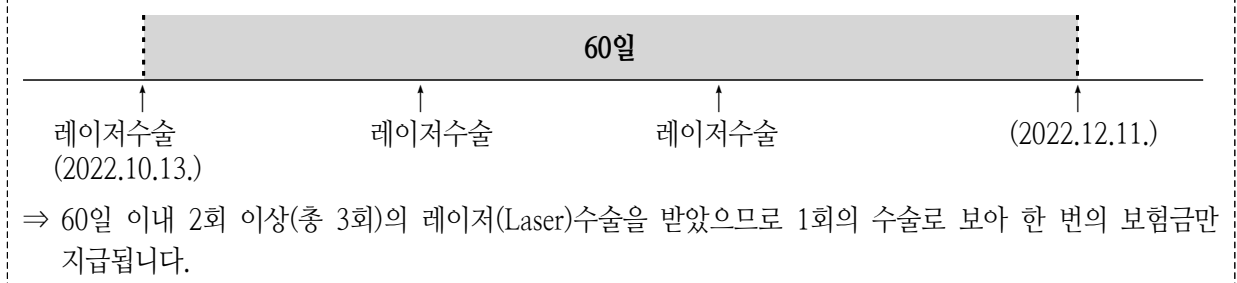 60일
레이저수술 레이저수술 레이저수술 (2022.12.11.)
(2022.10.13.)
⇒ 60일 이내 2회 이상(총 3회)의 레이저(Laser)수술을 받았으므로 1회의 수술로 보아 한 번의 보험금만
지급됩니다.